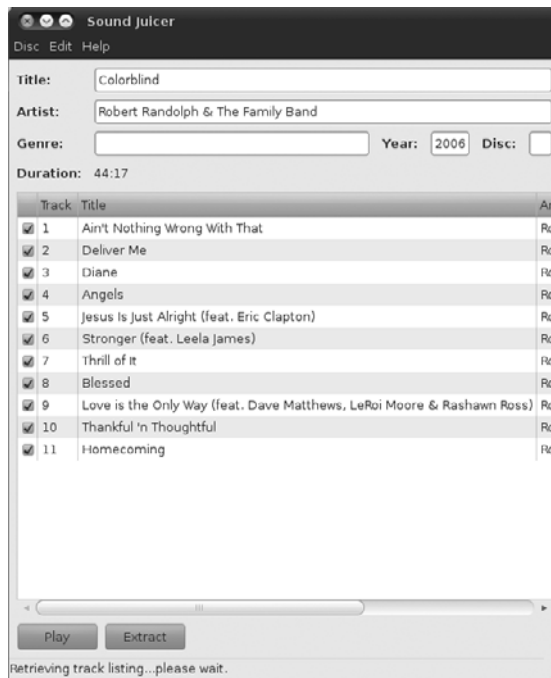 Sound Juicer
Disc Edit Help
Title: Colorblind
Artist: Robert Randolph & The Family Band
Genre: Year: 2006 Disc:
Duration: 44:17
Track Title
1 Ain't Nothing Wrong With That
2 Deliver Me
3 Diane
4 Angels
5 Jesus Is Just Alright (feat. Eric Clapton)
6 Stronger (feat. Leela James)
7 Thrill of It
8 Blessed
9 Love is the Only Way (feat. Dave Matthews, LeRoi Moore & Rashawn Ross)
10 Thankful 'n Thoughtful
11 Homecoming
Play Extract
Retrieving track listing...please wait.